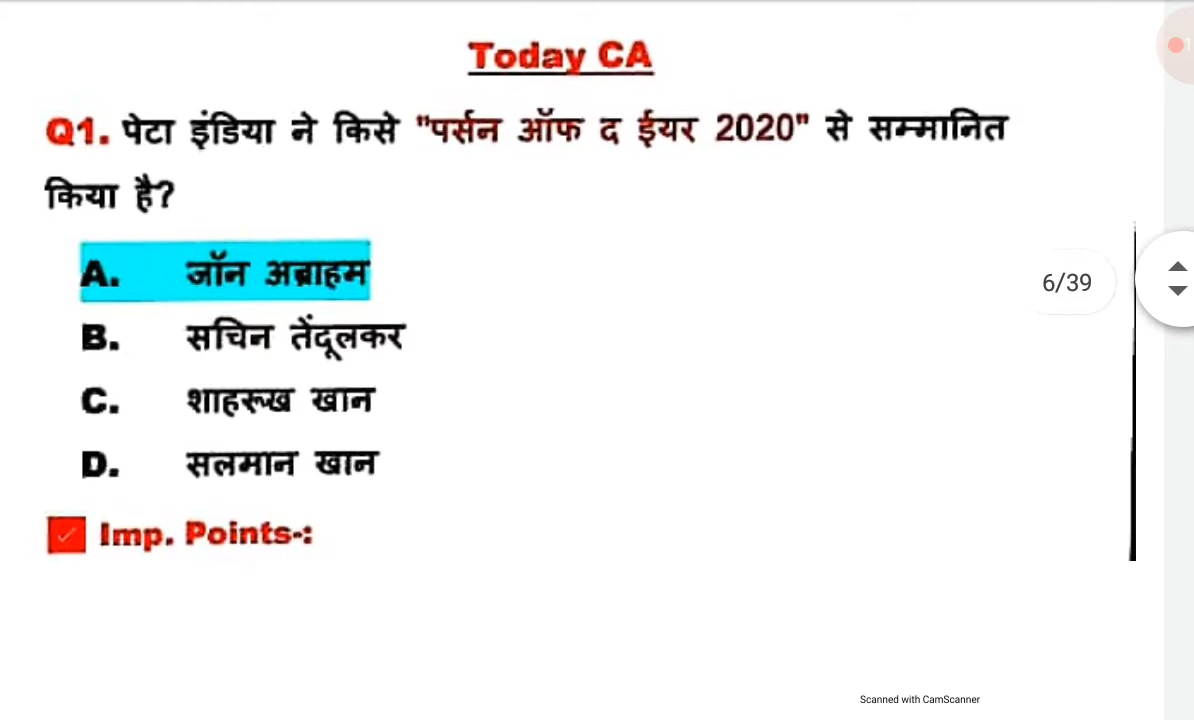 Today CA
Q1. पेटा इंडिया ने किसे "पर्सन ऑफ द ईयर 2020" से सम्मानित
किया है?
A. जॉन अब्राहम
B. सचिन तेंदूलकर
C. शाहरूख खान
D. सलमान खान
6/39
Imp. Points-:
Scanned with CamScanner